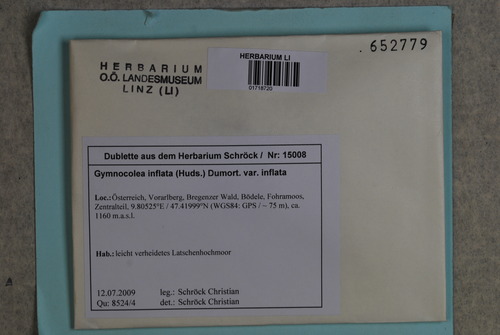 HERBARIUM
O.Ö. LANDESMUSEUM
LINZ (LI)
HERBARIUM LI
01718720
. 652779
Dublette aus dem Herbarium Schröck / Nr: 15008
Gymnocolea inflata (Huds.) Dumort. var. inflata
Loc.:Österreich, Vorarlberg, Bregenzer Wald, Bödele, Fohramoos,
Zentralteil, 9.80525°E / 47.41999°N (WGS84: GPS / ~ 75 m), ca.
1160 m.a.s.l.
Hab.:leicht verheidetes Latschenhochmoor
12.07.2009 leg.: Schröck Christian
Qu: 8524/4 det.: Schröck Christian